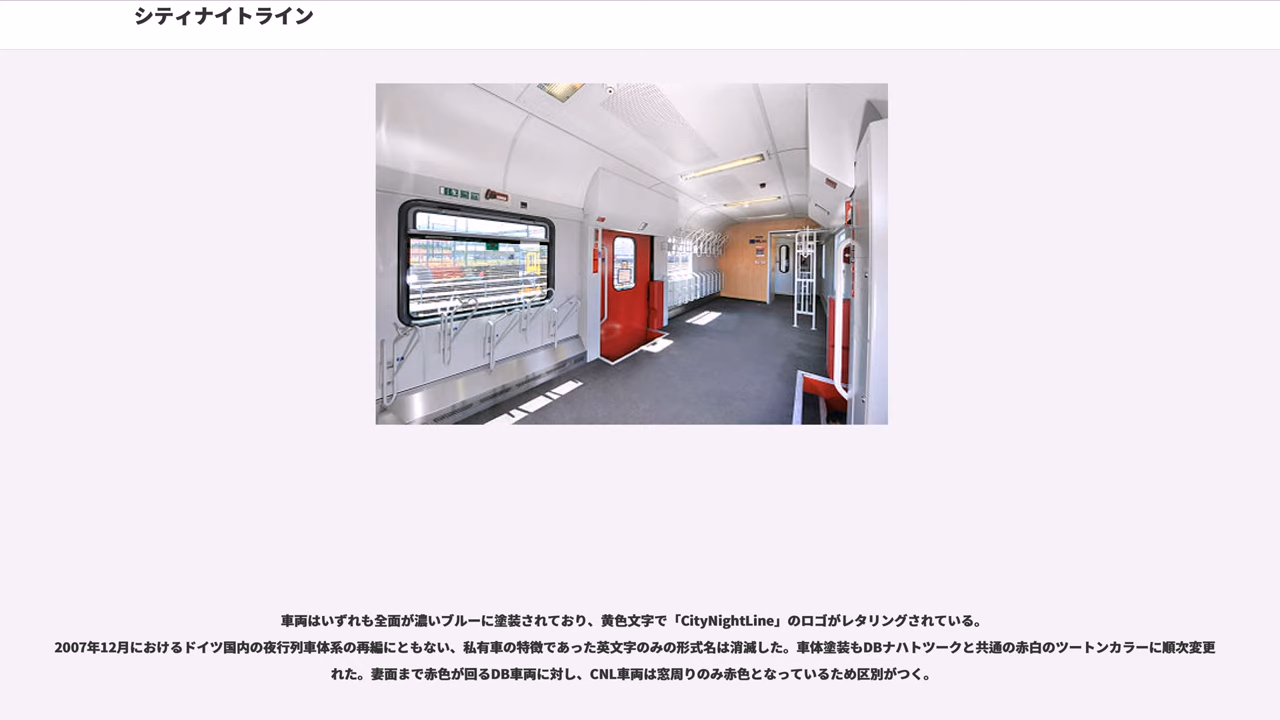 シティナイトライン
車両はいずれも全面が濃いブルーに塗装されており、黄色文字で「CityNightLine」のロゴがレタリングされている。
2007年12月におけるドイツ国内の夜行列車体系の再編にともない、私有車の特徴であった英文字のみの形式名は消滅した。車体塗装もDBナハトツークと共通の赤白のツートンカラーに順次変更
れた。妻面まで赤色が回るDB車両に対し、CNL車両は窓周りのみ赤色となっているため区別がつく。